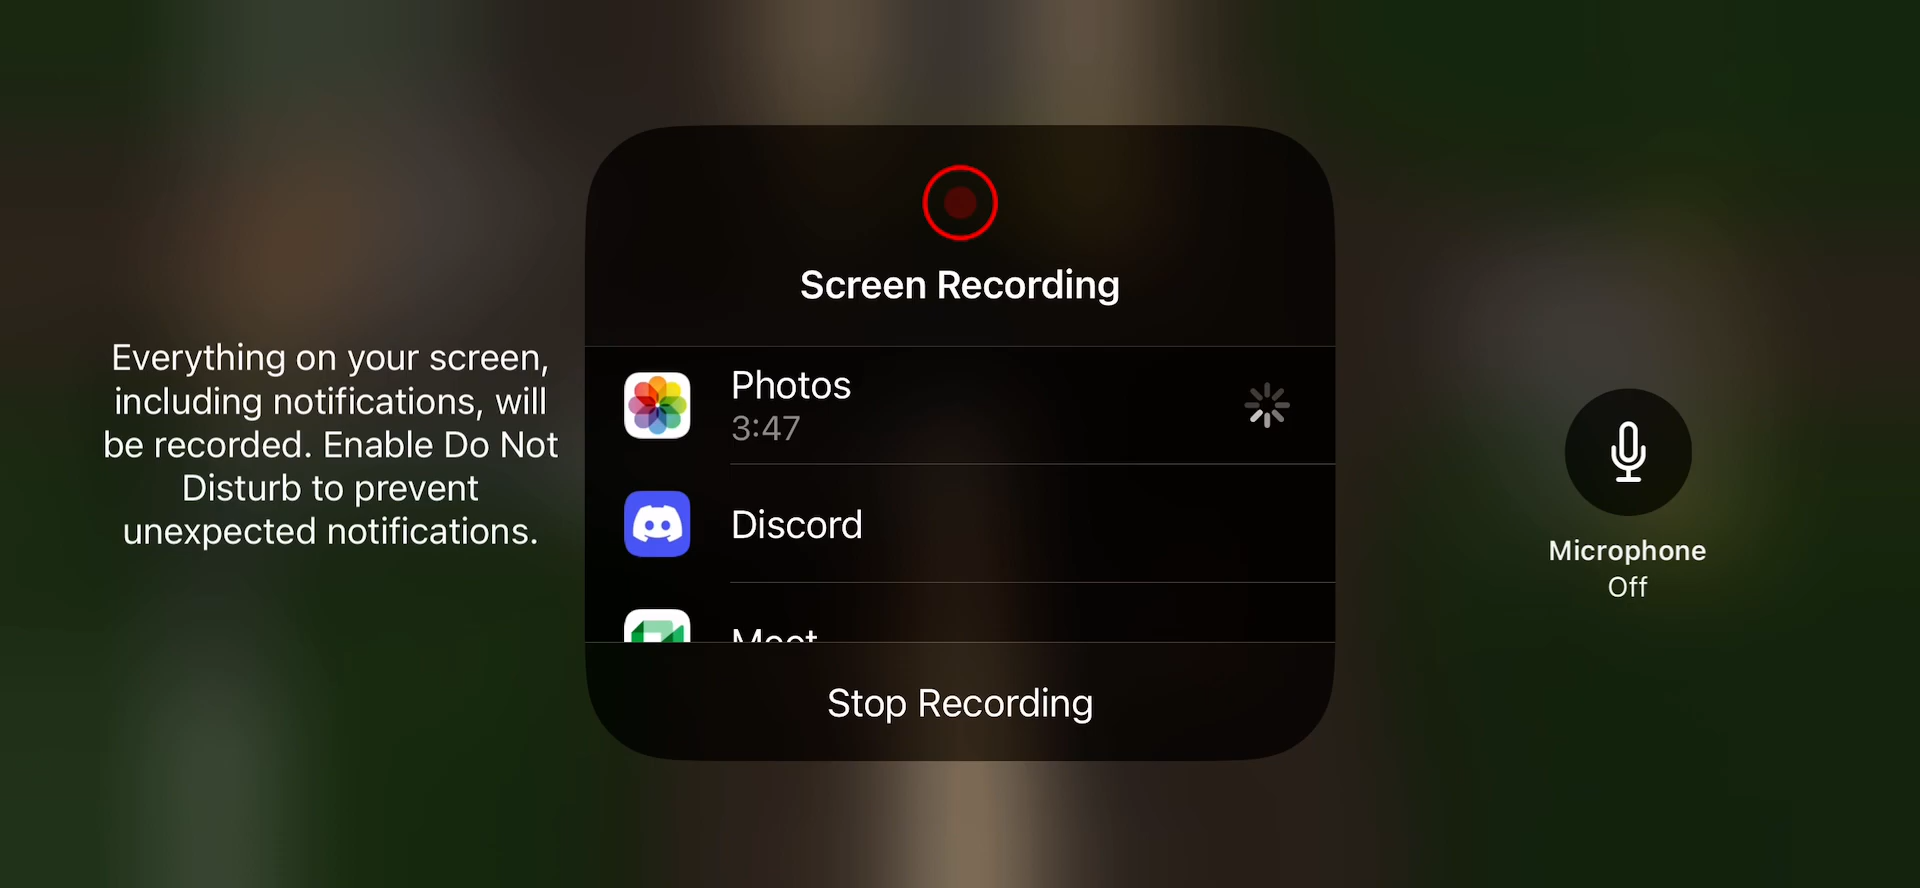 Screen Recording
Everything on your screen,
including notifications, will
be recorded. Enable Do Not
Disturb to prevent
unexpected notifications.
Photos
3:47
Discord
Meet
Stop Recording
Microphone
Off